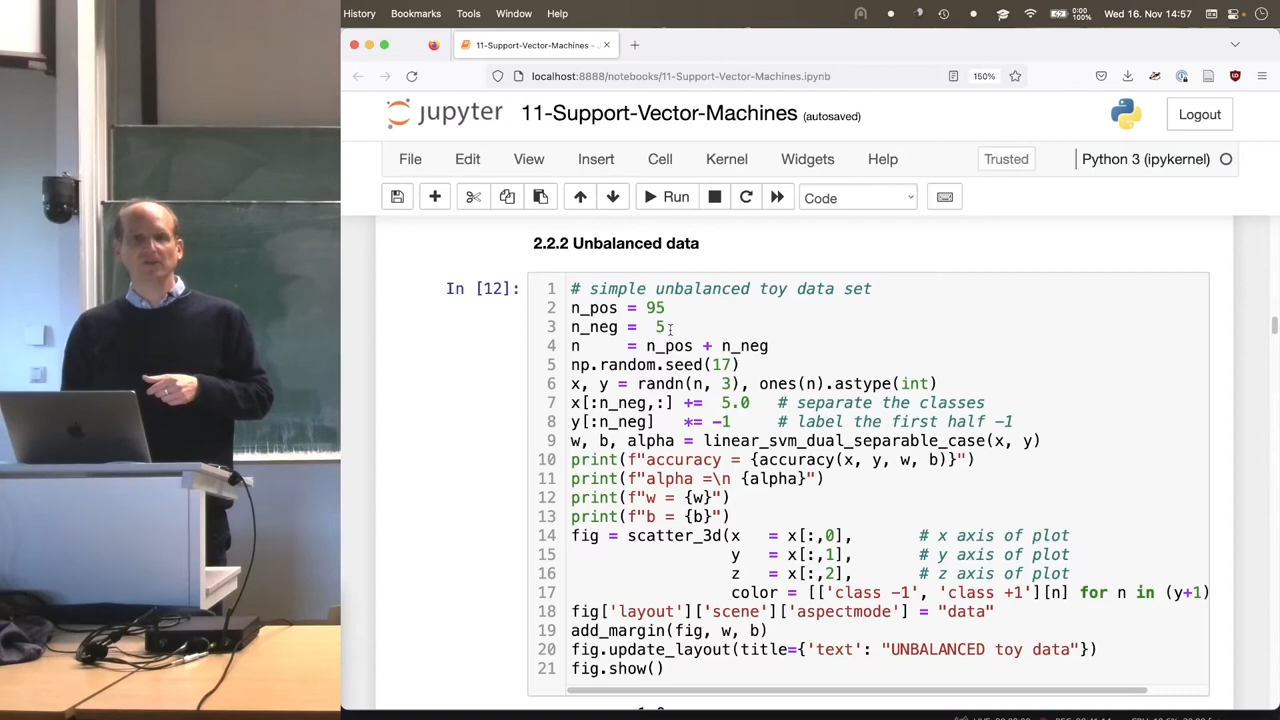 History Bookmarks Tools Window Help 0:00 100% Wed 16. Nov 14:57
11-Support-Vector-Machines -
localhost:8888/notebooks/11-Support-Vector-Machines.ipynb 150%
jupyter 11-Support-Vector-Machines (autosaved) Logout
File Edit View Insert Cell Kernel Widgets Help Trusted Python 3 (ipykernel)
Run Code
2.2.2 Unbalanced data
In [12]:
1 # simple unbalanced toy data set
2 n_pos = 95
3 n_neg =  5
4 n     = n_pos + n_neg
5 np.random.seed(17)
6 x, y = randn(n, 3), ones(n).astype(int)
7 x[:n_neg,:] +=  5.0   # separate the classes
8 y[:n_neg]   *= -1     # label the first half -1
9 w, b, alpha = linear_svm_dual_separable_case(x, y)
10 print(f"accuracy = {accuracy(x, y, w, b)}")
11 print(f"alpha =\n {alpha}")
12 print(f"w = {w}")
13 print(f"b = {b}")
14 fig = scatter_3d(x   = x[:,0],       # x axis of plot
15                  y   = x[:,1],       # y axis of plot
16                  z   = x[:,2],       # z axis of plot
17                  color = [['class -1', 'class +1'][n] for n in (y+1)
18 fig['layout']['scene']['aspectmode'] = "data"
19 add_margin(fig, w, b)
20 fig.update_layout(title={'text': "UNBALANCED toy data"})
21 fig.show()